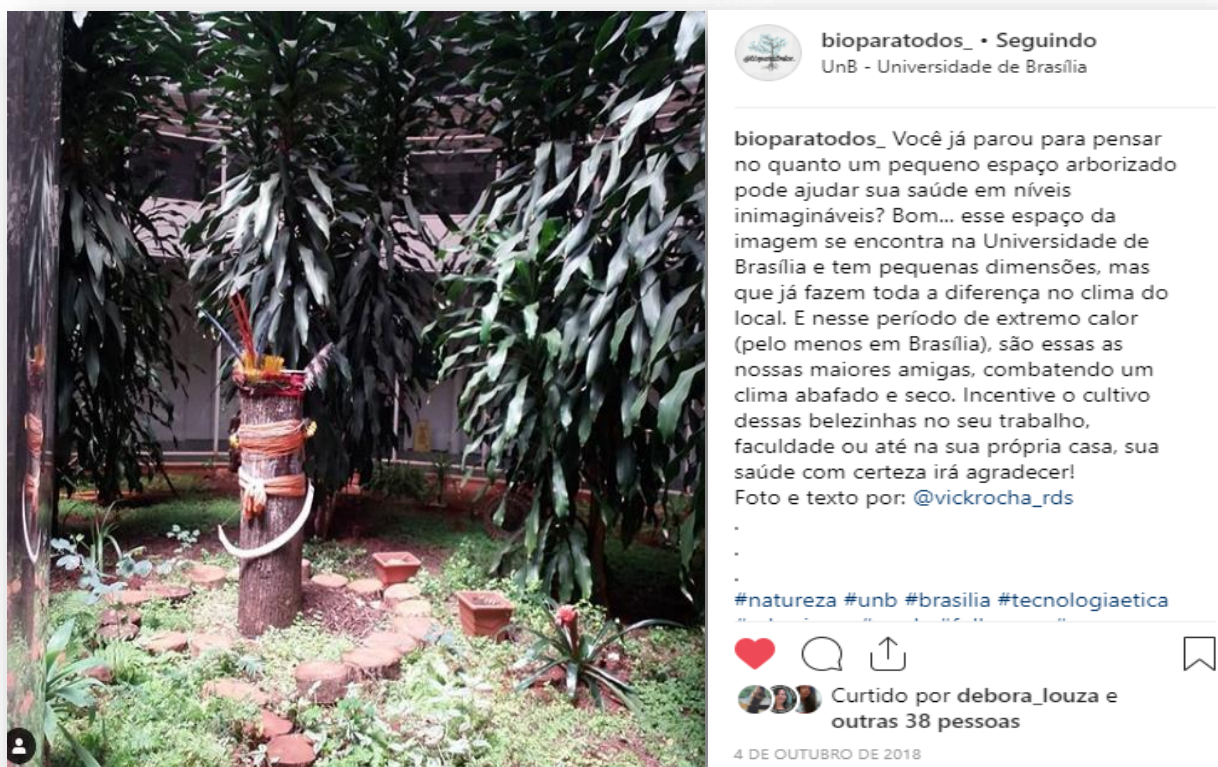 bioparatodos_ • Seguindo
UnB - Universidade de Brasília
bioparatodos_ Você já parou para pensar
no quanto um pequeno espaço arborizado
pode ajudar sua saúde em níveis
inimagináveis? Bom... esse espaço da
imagem se encontra na Universidade de
Brasília e tem pequenas dimensões, mas
que já fazem toda a diferença no clima do
local. E nesse período de extremo calor
(pelo menos em Brasília), são essas as
nossas maiores amigas, combatendo um
clima abafado e seco. Incentive o cultivo
dessas belezinhas no seu trabalho,
faculdade ou até na sua própria casa, sua
saúde com certeza irá agradecer!
Foto e texto por: @vickrocha_rds
.
.
.
#natureza #unb #brasilia #tecnologiaetica
Curtido por debora_louza e
outras 38 pessoas
4 DE OUTUBRO DE 2018